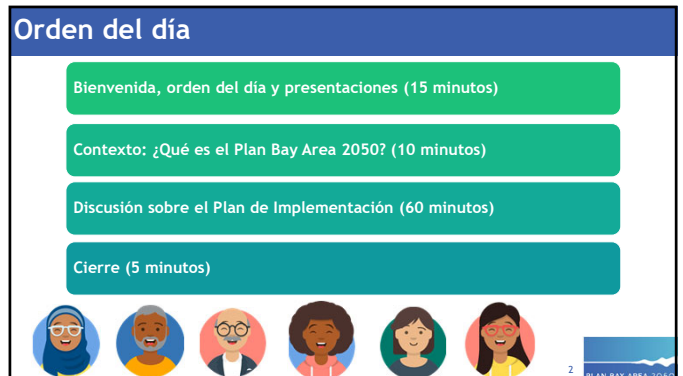 Orden del día
Bienvenida, orden del día y presentaciones (15 minutos)
Contexto: ¿Qué es el Plan Bay Area 2050? (10 minutos)
Discusión sobre el Plan de Implementación (60 minutos)
Cierre (5 minutos)
2
PLAN BAY AREA 2050